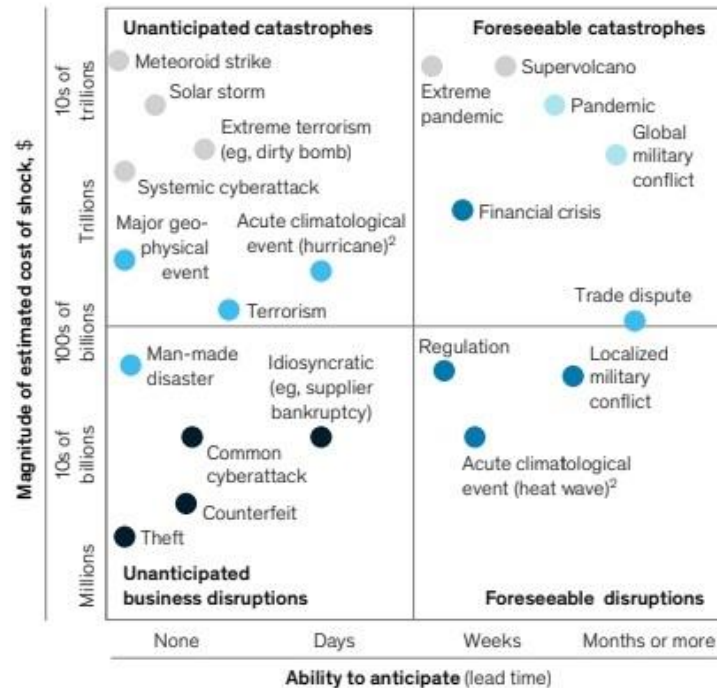 Unanticipated catastrophes
Foreseeable catastrophes
Magnitude of estimated cost of shock, $
10s of
trillions
Trillions
100s of
billions
10s of
billions
Millions
Meteoroid strike
Solar storm
Extreme terrorism
(eg, dirty bomb)
Systemic cyberattack
Major geo-
physical
event
Acute climatological
event (hurricane)2
Terrorism
Supervolcano
Extreme
pandemic
Pandemic
Global
military
conflict
Financial crisis
Trade dispute
Man-made
disaster
Idiosyncratic
(eg, supplier
bankruptcy)
Common
cyberattack
Counterfeit
Theft
Regulation
Localized
military
conflict
Acute climatological
event (heat wave)2
Unanticipated
business disruptions
Foreseeable disruptions
None
Days
Weeks
Months or more
Ability to anticipate (lead time)